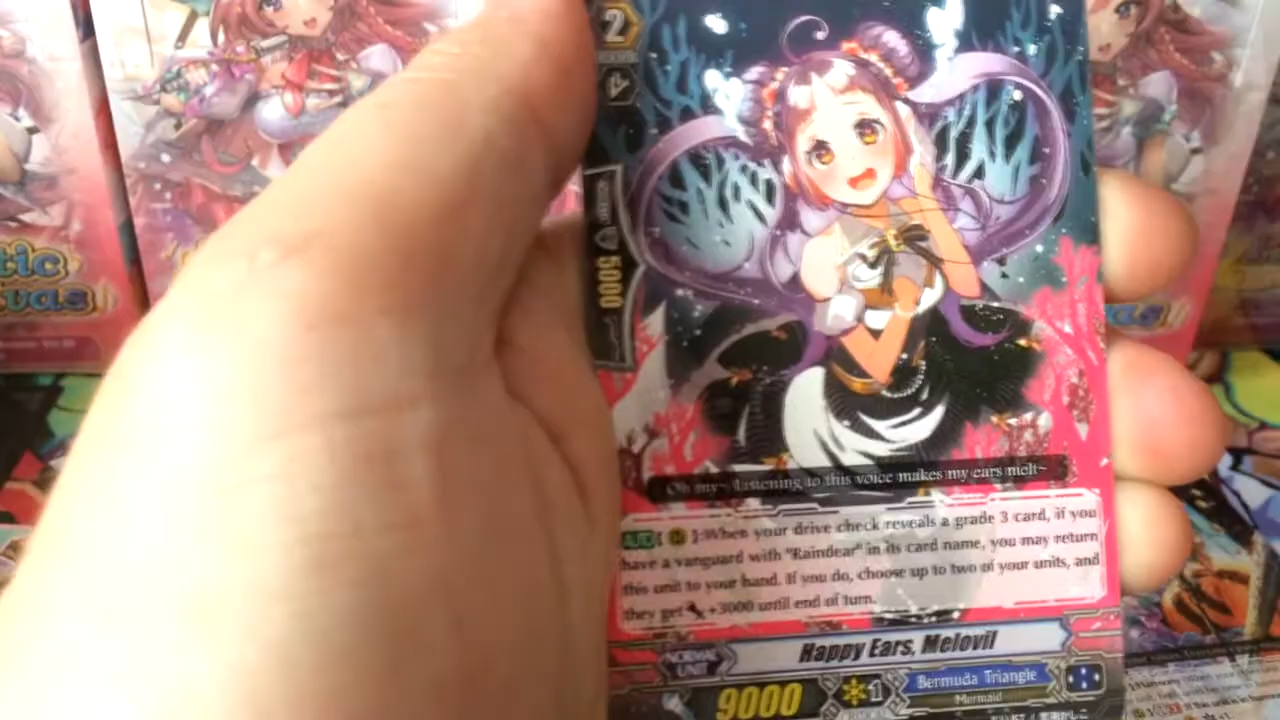 2
5000
Oh my~ Listening to this voice makes my ears melt~
AUTO [ ]:When your drive check reveals a grade 3 card, if you
have a vanguard with "Raindear" in its card name, you may return
this unit to your hand. If you do, choose up to two of your units, and
they get +3000 until end of turn.
Happy Ears, Melovil
NORMAL
UNIT
9000
1
Bermuda Triangle
Mermaid
tic
vas